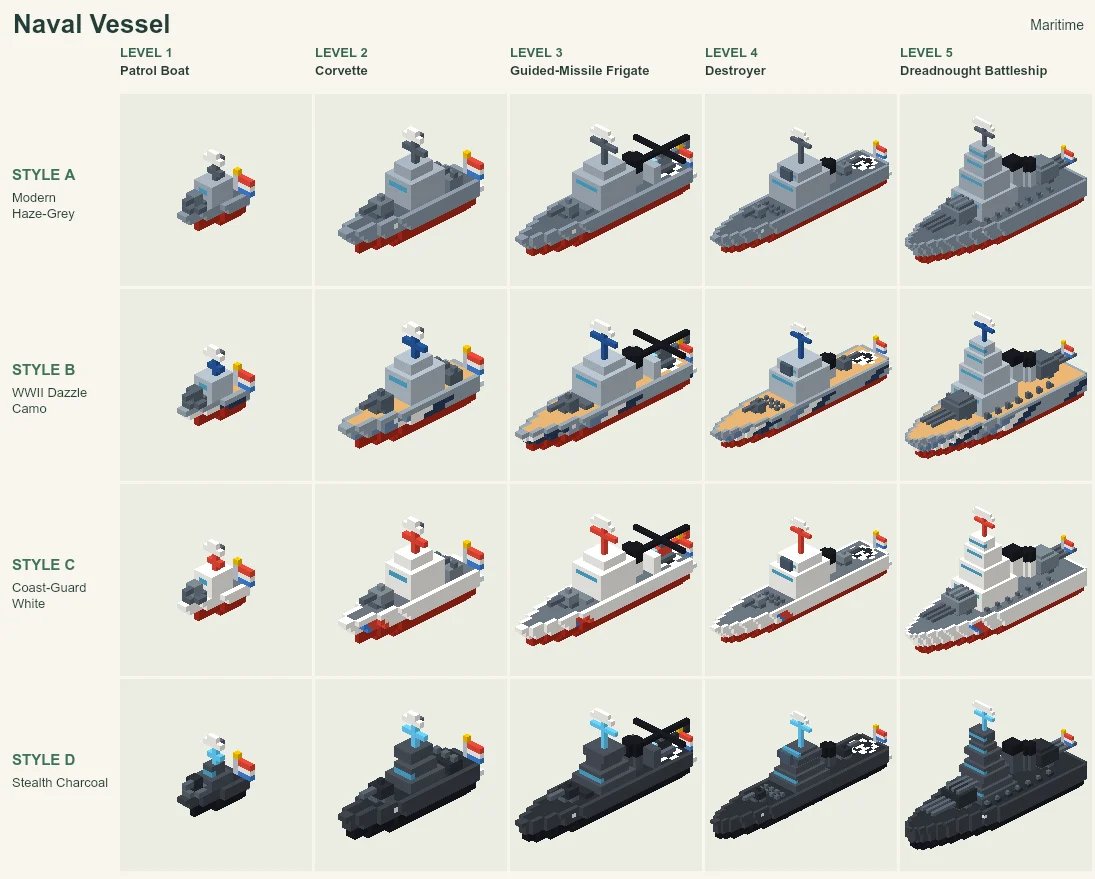 Naval Vessel
Maritime
LEVEL 1
Patrol Boat
LEVEL 2
Corvette
LEVEL 3
Guided-Missile Frigate
LEVEL 4
Destroyer
LEVEL 5
Dreadnought Battleship
STYLE A
Modern
Haze-Grey
STYLE B
WWII Dazzle
Camo
STYLE C
Coast-Guard
White
STYLE D
Stealth Charcoal